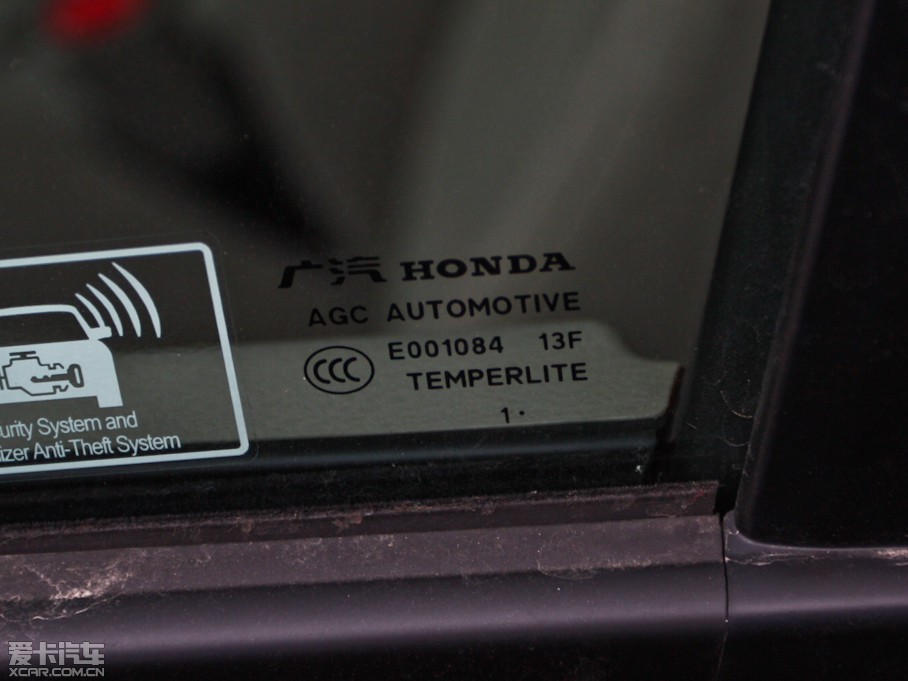 广汽 HONDA
AGC AUTOMOTIVE
CCC E001084 13F
TEMPERLITE
1·
urity System and
izer Anti-Theft System
爱卡汽车
XCAR.COM.CN